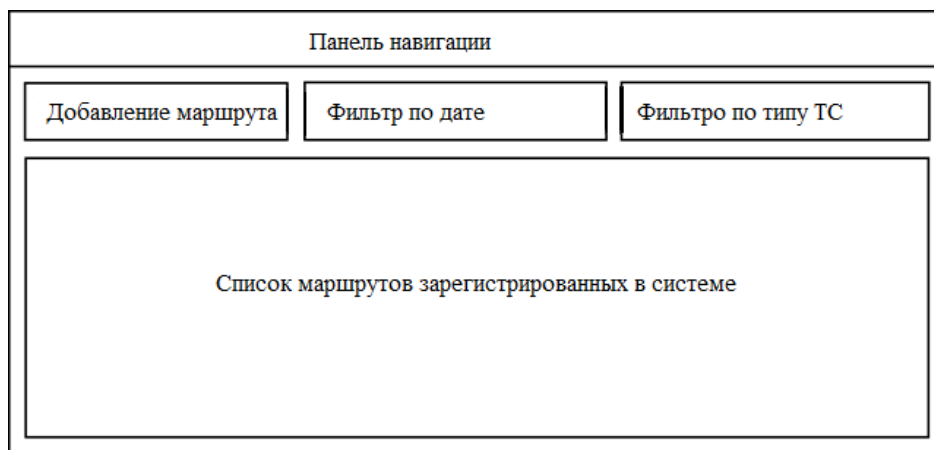 Панель навигации
Добавление маршрута
Фильтр по дате
Фильтро по типу ТС
Список маршрутов зарегистрированных в системе